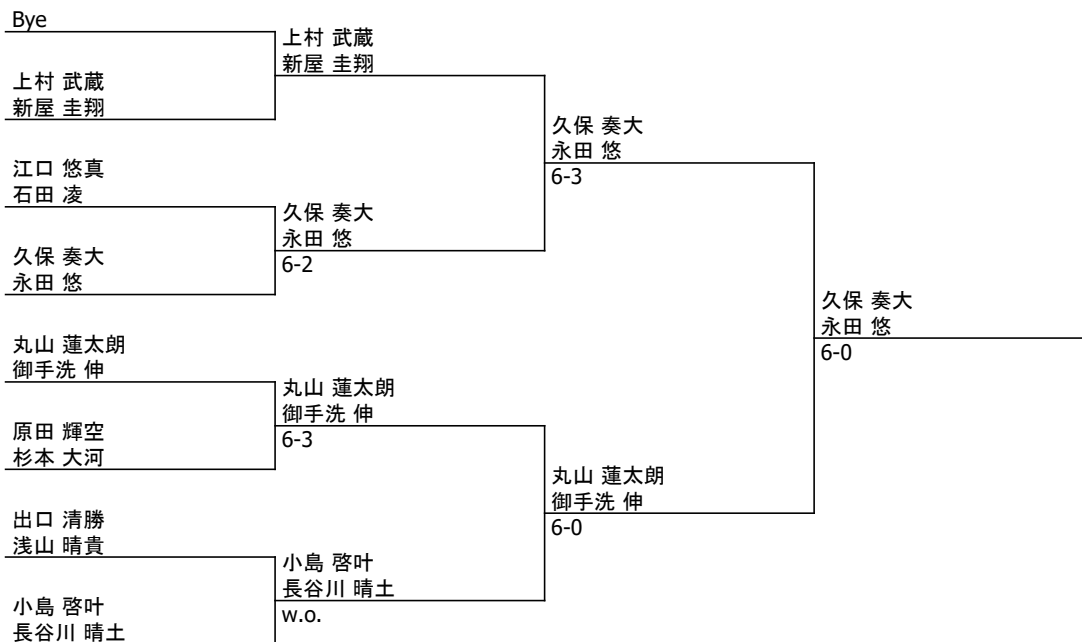 Bye
上村 武蔵
新屋 圭翔
江口 悠真
石田 凌
久保 奏大
永田 悠
丸山 蓮太朗
御手洗 伸
原田 輝空
杉本 大河
出口 清勝
浅山 晴貴
小島 啓叶
長谷川 晴土
上村 武蔵
新屋 圭翔
久保 奏大
永田 悠
6-2
丸山 蓮太朗
御手洗 伸
6-3
小島 啓叶
長谷川 晴土
w.o.
久保 奏大
永田 悠
6-3
丸山 蓮太朗
御手洗 伸
6-0
久保 奏大
永田 悠
6-0